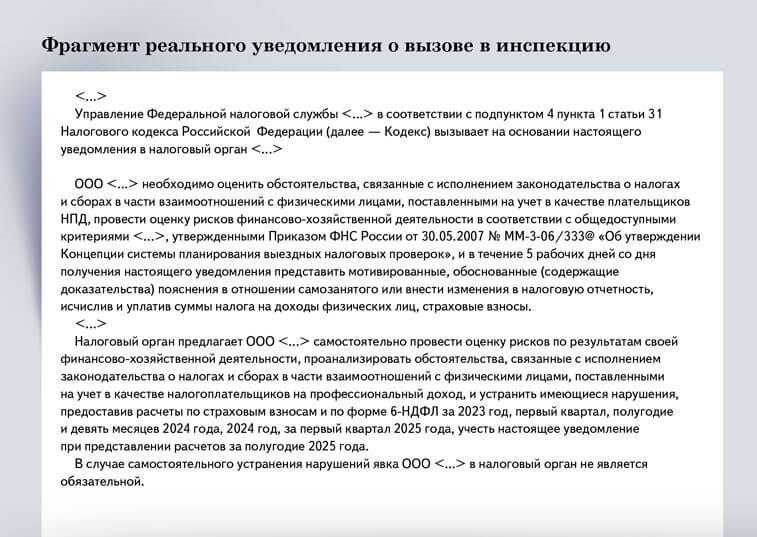 Фрагмент реального уведомления о вызове в инспекцию
<...>
Управление Федеральной налоговой службы <...> в соответствии с подпунктом 4 пункта 1 статьи 31
Налогового кодекса Российской Федерации (далее — Кодекс) вызывает на основании настоящего
уведомления в налоговый орган <...>
ООО <...> необходимо оценить обстоятельства, связанные с исполнением законодательства о налогах
и сборах в части взаимоотношений с физическими лицами, поставленными на учет в качестве плательщиков
НПД, провести оценку рисков финансово-хозяйственной деятельности в соответствии с общедоступными
критериями <...>, утвержденными Приказом ФНС России от 30.05.2007 № ММ-3-06/333@ «Об утверждении
Концепции системы планирования выездных налоговых проверок», и в течение 5 рабочих дней со дня
получения настоящего уведомления представить мотивированные, обоснованные (содержащие
доказательства) пояснения в отношении самозанятого или внести изменения в налоговую отчетность,
исчислив и уплатив суммы налога на доходы физических лиц, страховые взносы.
<...>
Налоговый орган предлагает ООО <...> самостоятельно провести оценку рисков по результатам своей
финансово-хозяйственной деятельности, проанализировать обстоятельства, связанные с исполнением
законодательства о налогах и сборах в части взаимоотношений с физическими лицами, поставленными
на учет в качестве налогоплательщиков на профессиональный доход, и устранить имеющиеся нарушения,
предоставив расчеты по страховым взносам и по форме 6-НДФЛ за 2023 год, первый квартал, полугодие
и девять месяцев 2024 года, 2024 год, за первый квартал 2025 года, учесть настоящее уведомление
при представлении расчетов за полугодие 2025 года.
В случае самостоятельного устранения нарушений явка ООО <...> в налоговый орган не является
обязательной.